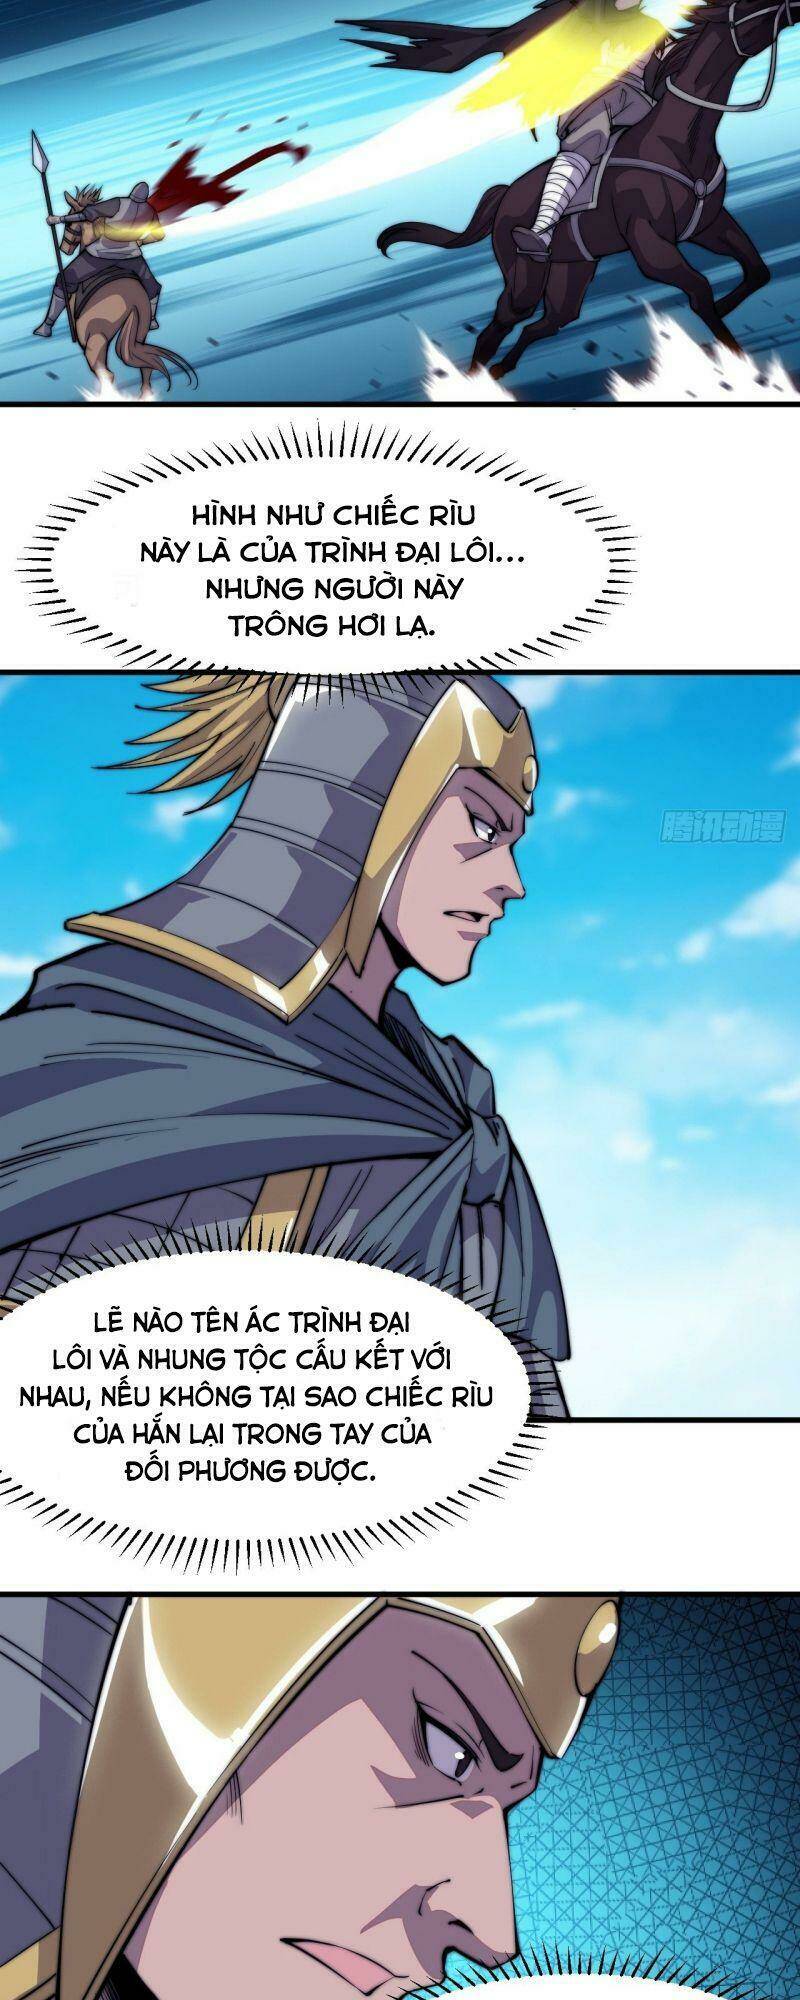 HÌNH NHƯ CHIẾC RÌU
NÀY LÀ CỦA TRÌNH ĐẠI LÔI...
NHƯNG NGƯỜI NÀY
TRÔNG HƠI LẠ.
腾讯动漫
LẼ NÀO TÊN ÁC TRÌNH ĐẠI
LÔI VÀ NHUNG TỘC CẤU KẾT VỚI
NHAU, NẾU KHÔNG TẠI SAO CHIẾC RÌU
CỦA HẮN LẠI TRONG TAY CỦA
ĐỐI PHƯƠNG ĐƯỢC.